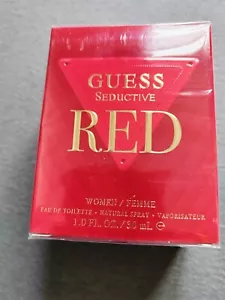 GUESS
SEDUCTIVE
RED
WOMEN / FEMME
EAU DE TOILETTE • NATURAL SPRAY • VAPORISATEUR
1.0 FL. OZ. / 30 mL ℮